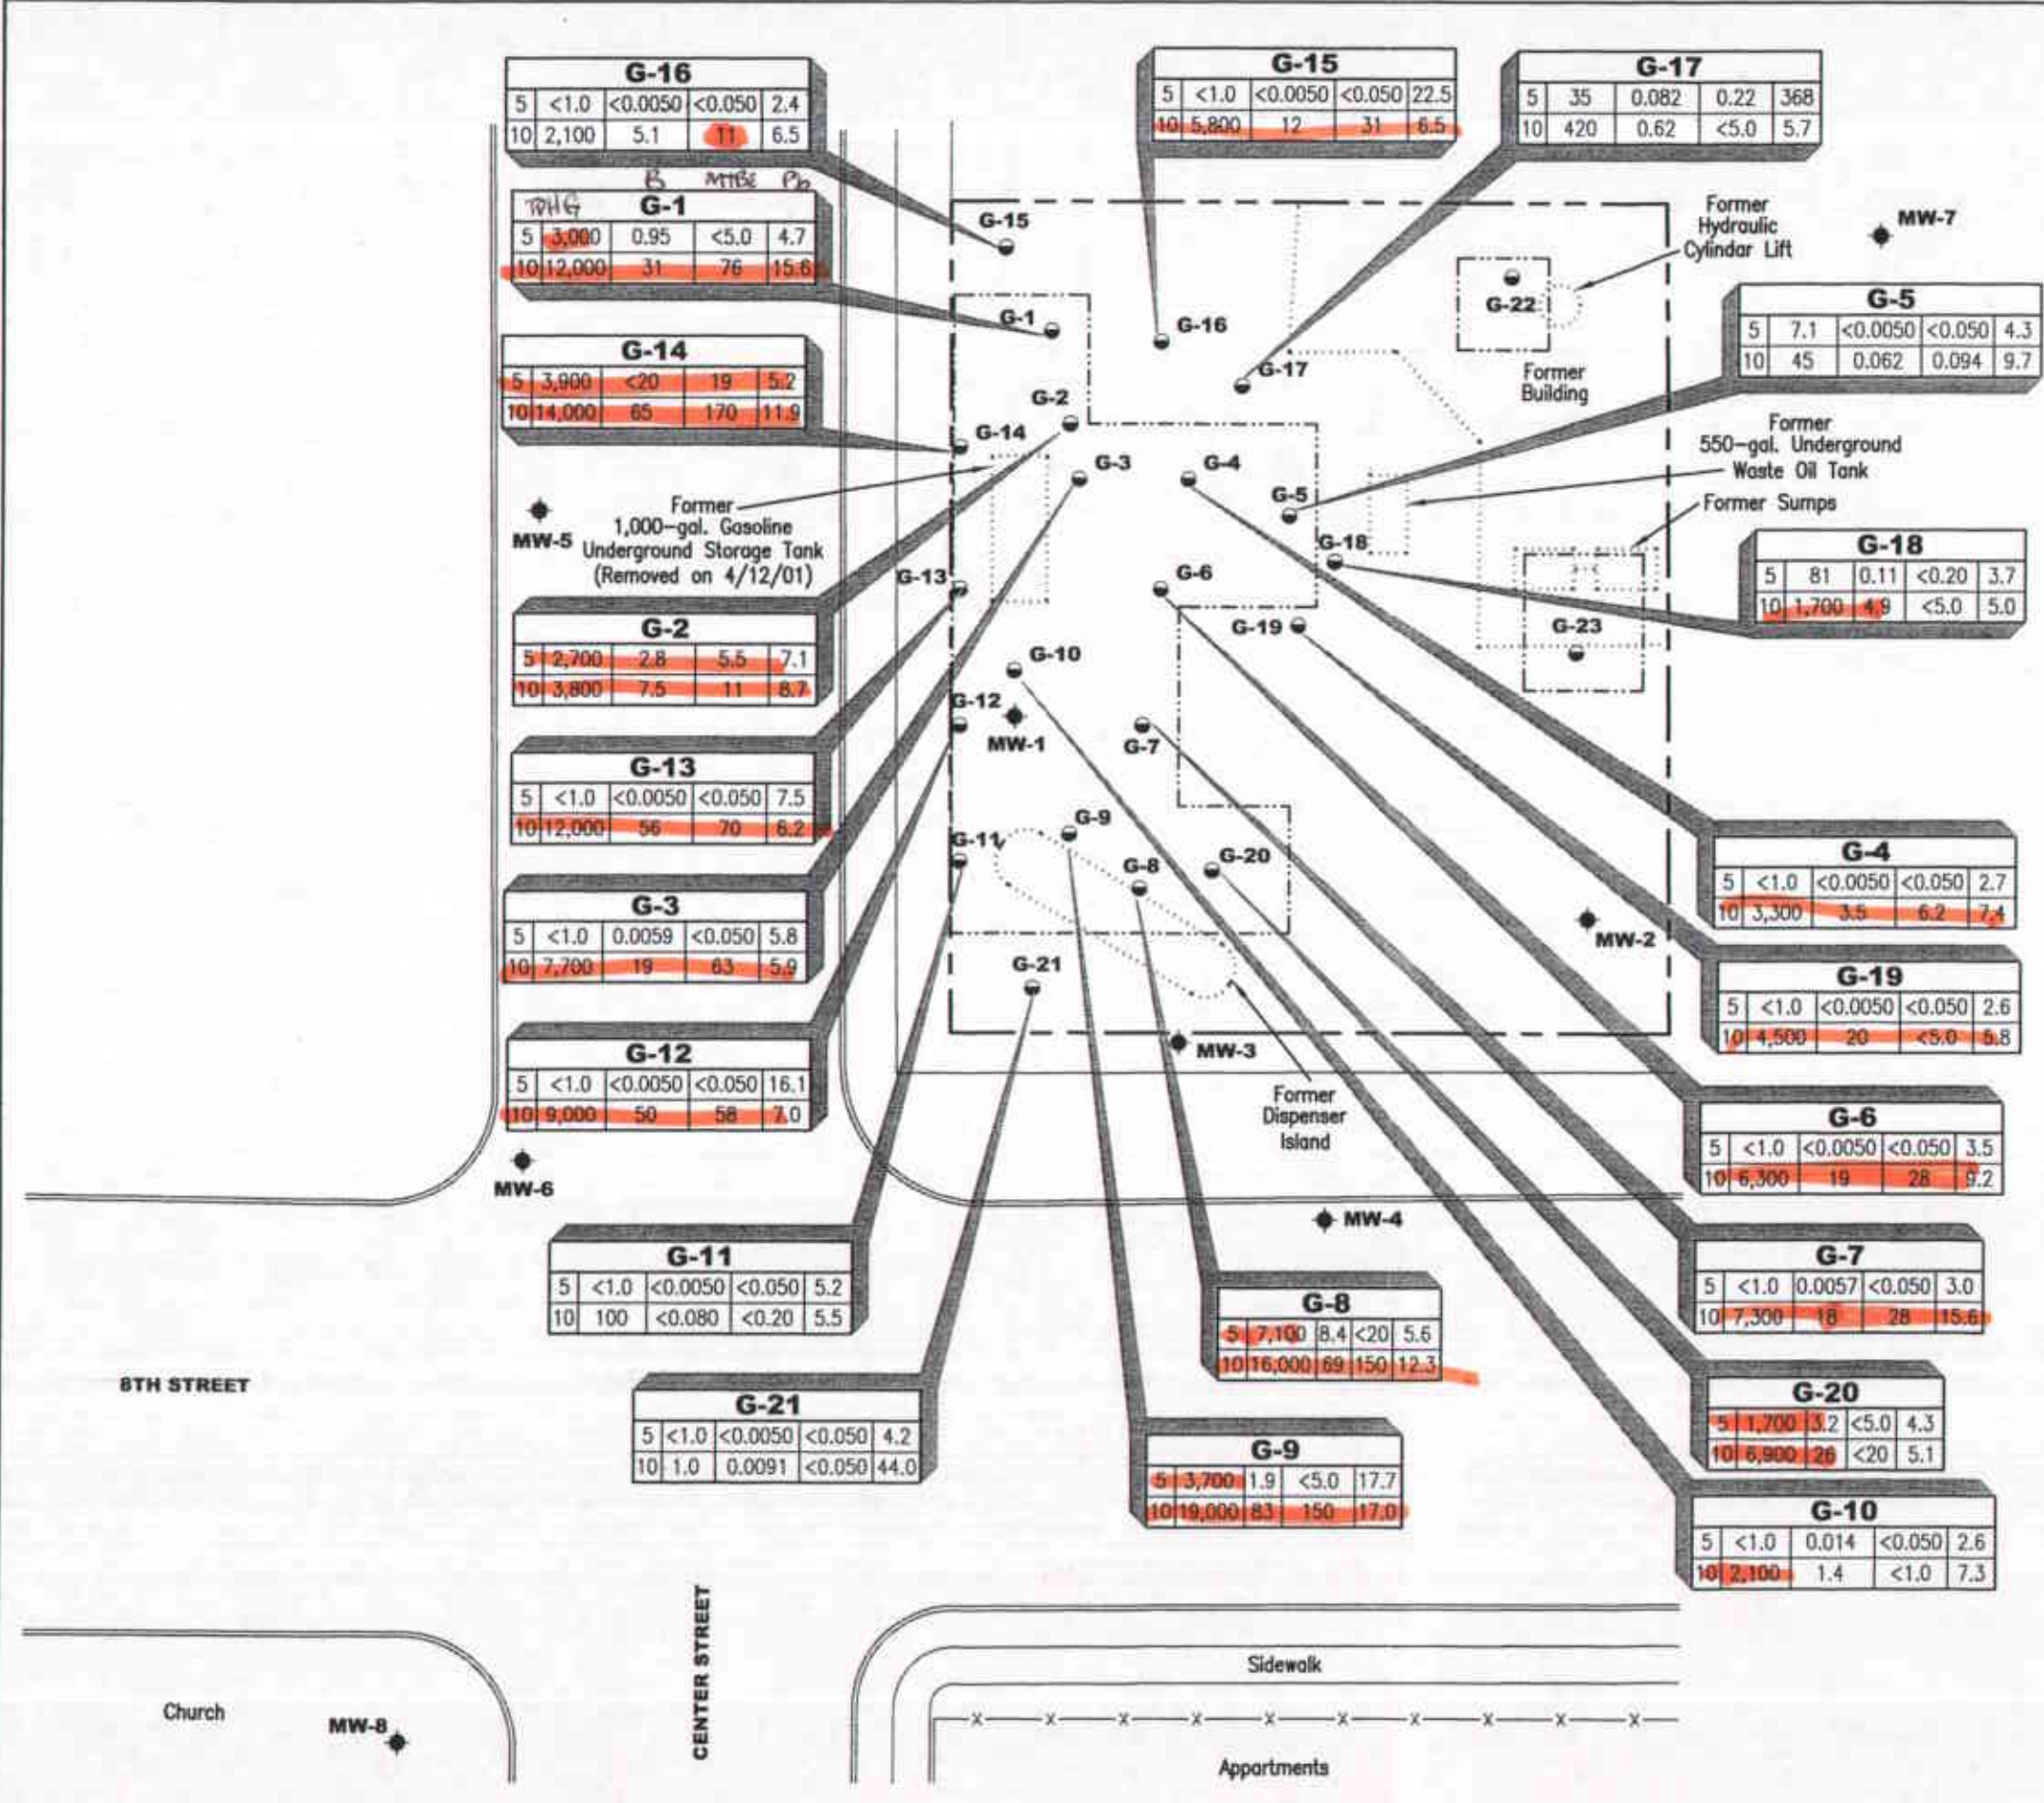 G-16
5 <1.0 <0.0050 <0.050 2.4
10 2,100 5.1 11 6.5
B MTBE Pb
TPHG G-1
5 3,000 0.95 <5.0 4.7
10 12,000 31 76 15.6
G-14
5 3,900 <20 19 5.2
10 14,000 65 170 11.9
G-15
5 <1.0 <0.0050 <0.050 22.5
10 5,800 12 31 6.5
G-17
5 35 0.082 0.22 368
10 420 0.62 <5.0 5.7
G-15
G-1
G-16
G-17
G-2
G-14
G-3
G-4
G-5
G-18
G-13
G-6
G-19
G-10
G-12
MW-1
G-7
G-9
G-11
G-8
G-20
G-21
MW-3
Former
Hydraulic
Cylindar Lift
MW-7
G-22
Former
Building
G-5
5 7.1 <0.0050 <0.050 4.3
10 45 0.062 0.094 9.7
Former
550-gal. Underground
Waste Oil Tank
Former Sumps
G-18
5 81 0.11 <0.20 3.7
10 1,700 4.9 <5.0 5.0
G-23
MW-2
MW-5
Former
1,000-gal. Gasoline
Underground Storage Tank
(Removed on 4/12/01)
G-2
5 2,700 2.8 5.5 7.1
10 3,800 7.5 11 8.7
G-13
5 <1.0 <0.0050 <0.050 7.5
10 12,000 56 70 8.2
G-3
5 <1.0 0.0059 <0.050 5.8
10 7,700 19 63 5.9
G-12
5 <1.0 <0.0050 <0.050 16.1
10 9,000 50 58 7.0
MW-6
G-4
5 <1.0 <0.0050 <0.050 2.7
10 3,300 3.5 6.2 7.4
G-19
5 <1.0 <0.0050 <0.050 2.6
10 4,500 20 <5.0 5.8
Former
Dispenser
Island
G-6
5 <1.0 <0.0050 <0.050 3.5
10 6,300 19 28 9.2
MW-4
G-11
5 <1.0 <0.0050 <0.050 5.2
10 100 <0.080 <0.20 5.5
G-8
5 7,100 8.4 <20 5.6
10 16,000 69 150 12.3
G-7
5 <1.0 0.0057 <0.050 3.0
10 7,300 18 28 15.6
8TH STREET
G-21
5 <1.0 <0.0050 <0.050 4.2
10 1.0 0.0091 <0.050 44.0
G-9
5 3,700 1.9 <5.0 17.7
10 19,000 83 150 17.0
G-20
5 1,700 3.2 <5.0 4.3
10 6,900 26 <20 5.1
G-10
5 <1.0 0.014 <0.050 2.6
10 2,100 1.4 <1.0 7.3
CENTER STREET
Sidewalk
Church
MW-8
Appartments